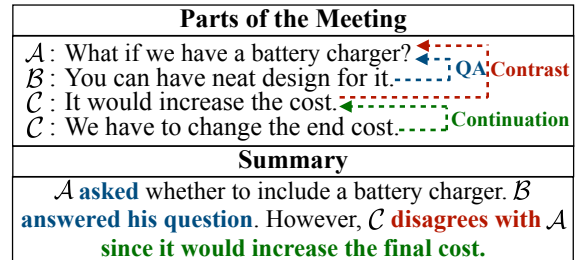 Parts of the Meeting
A: What if we have a battery charger?
B: You can have neat design for it.
QA Contrast
C: It would increase the cost.
C: We have to change the end cost.
Continuation
Summary
A asked whether to include a battery charger. B
answered his question. However, C disagrees with A
since it would increase the final cost.